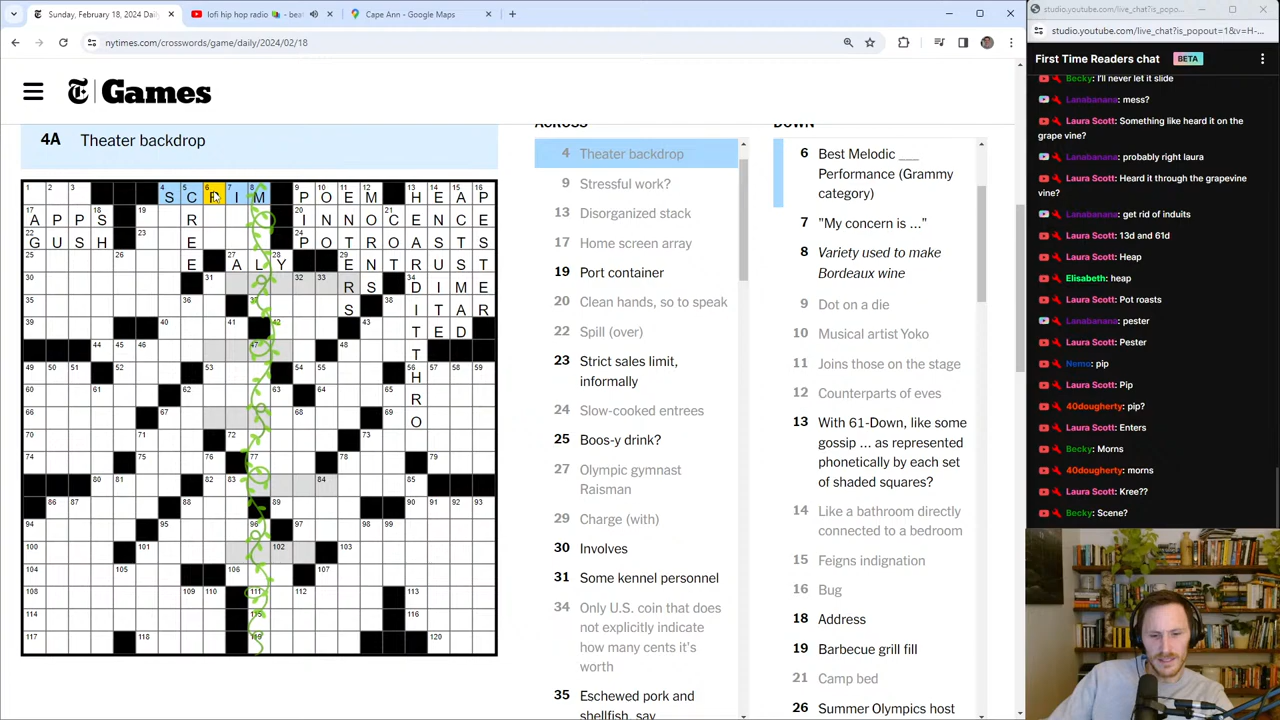 Sunday, February 18, 2024 Daily
lofi hip hop radio - beat
Cape Ann - Google Maps
nytimes.com/crosswords/game/daily/2024/02/18
Games
4A Theater backdrop
ACROSS
4 Theater backdrop
9 Stressful work?
13 Disorganized stack
17 Home screen array
19 Port container
20 Clean hands, so to speak
22 Spill (over)
23 Strict sales limit,
informally
24 Slow-cooked entrees
25 Boos-y drink?
27 Olympic gymnast
Raisman
29 Charge (with)
30 Involves
31 Some kennel personnel
34 Only U.S. coin that does
not explicitly indicate
how many cents it's
worth
35 Eschewed pork and
shellfish, say
DOWN
6 Best Melodic ___
Performance (Grammy
category)
7 "My concern is ..."
8 Variety used to make
Bordeaux wine
9 Dot on a die
10 Musical artist Yoko
11 Joins those on the stage
12 Counterparts of eves
13 With 61-Down, like some
gossip ... as represented
phonetically by each set
of shaded squares?
14 Like a bathroom directly
connected to a bedroom
15 Feigns indignation
16 Bug
18 Address
19 Barbecue grill fill
21 Camp bed
26 Summer Olympics host
studio.youtube.com/live_chat?is_popo...
studio.youtube.com/live_chat?is_popout=1&v=H-...
First Time Readers chat BETA
Becky: I'll never let it slide
Lanabanana: mess?
Laura Scott: Something like heard it on the
grape vine?
Lanabanana: probably right laura
Laura Scott: Heard it through the grapevine
vine?
Lanabanana: get rid of induits
Laura Scott: 13d and 61d
Laura Scott: Heap
Elisabeth: heap
Laura Scott: Pot roasts
Lanabanana: pester
Laura Scott: Pester
Nemo: pip
Laura Scott: Pip
40dougherty: pip?
Laura Scott: Enters
Becky: Morns
40dougherty: morns
Laura Scott: Kree??
Becky: Scene?